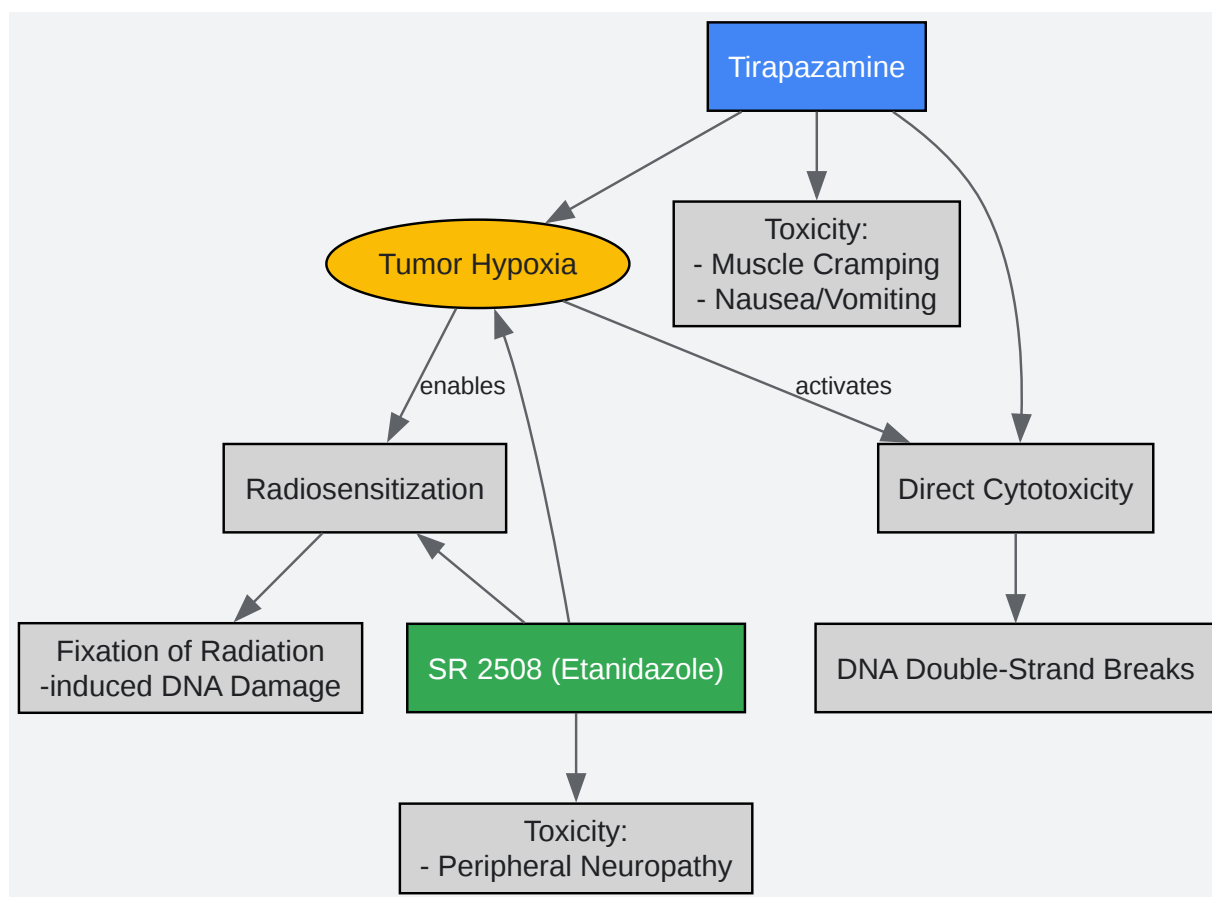 Tirapazamine
Toxicity:
- Muscle Cramping
- Nausea/Vomiting
Tumor Hypoxia
enables
activates
Radiosensitization
Direct Cytotoxicity
Fixation of Radiation
-induced DNA Damage
SR 2508 (Etanidazole)
DNA Double-Strand Breaks
Toxicity:
- Peripheral Neuropathy